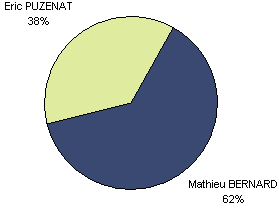 Eric PUZENAT
38%
Mathieu BERNARD
62%